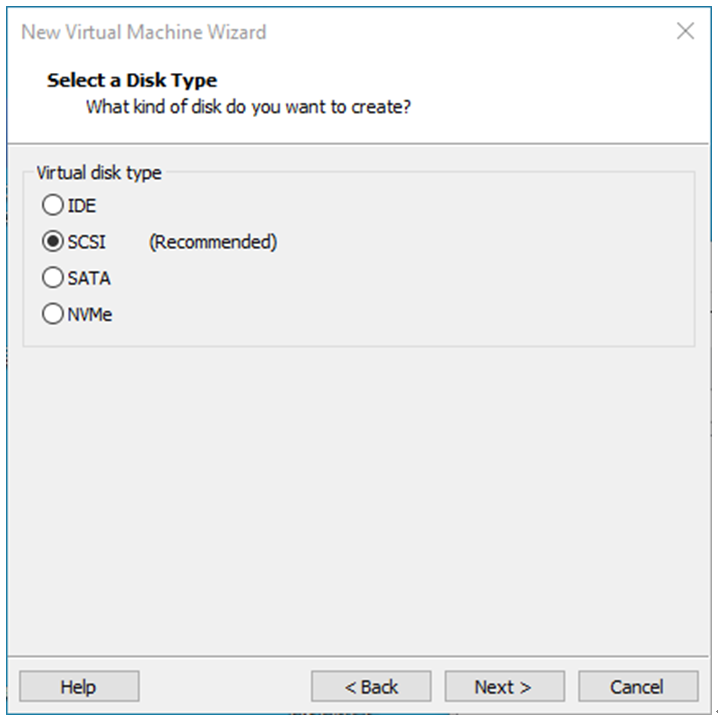 New Virtual Machine Wizard
Select a Disk Type
What kind of disk do you want to create?
Virtual disk type
IDE
SCSI (Recommended)
SATA
NVMe
Help < Back Next > Cancel